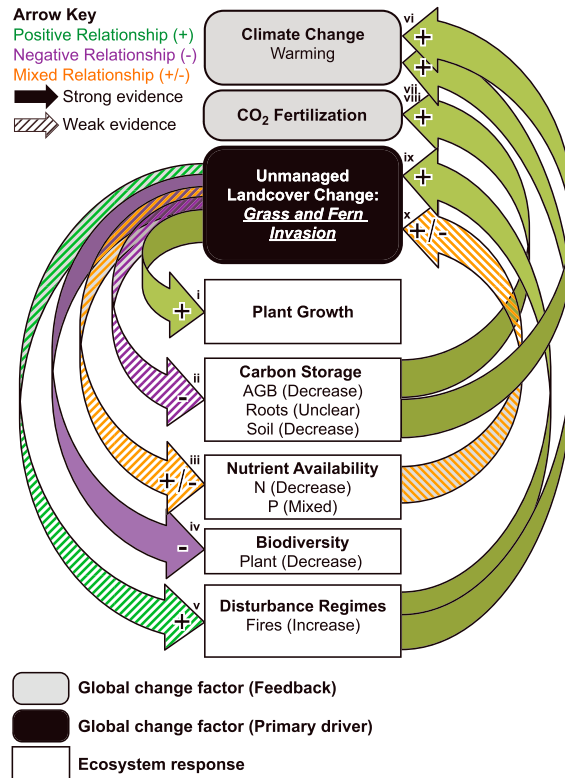 Arrow Key
Positive Relationship (+)
Negative Relationship (-)
Mixed Relationship (+/-)
Strong evidence
Weak evidence
Climate Change
Warming
vi
+
+
CO₂ Fertilization
vii
viii
+
Unmanaged
Landcover Change:
Grass and Fern
Invasion
ix
+
x
+/-
i
+
Plant Growth
ii
-
Carbon Storage
AGB (Decrease)
Roots (Unclear)
Soil (Decrease)
iii
+/-
Nutrient Availability
N (Decrease)
P (Mixed)
iv
-
Biodiversity
Plant (Decrease)
v
+
Disturbance Regimes
Fires (Increase)
Global change factor (Feedback)
Global change factor (Primary driver)
Ecosystem response